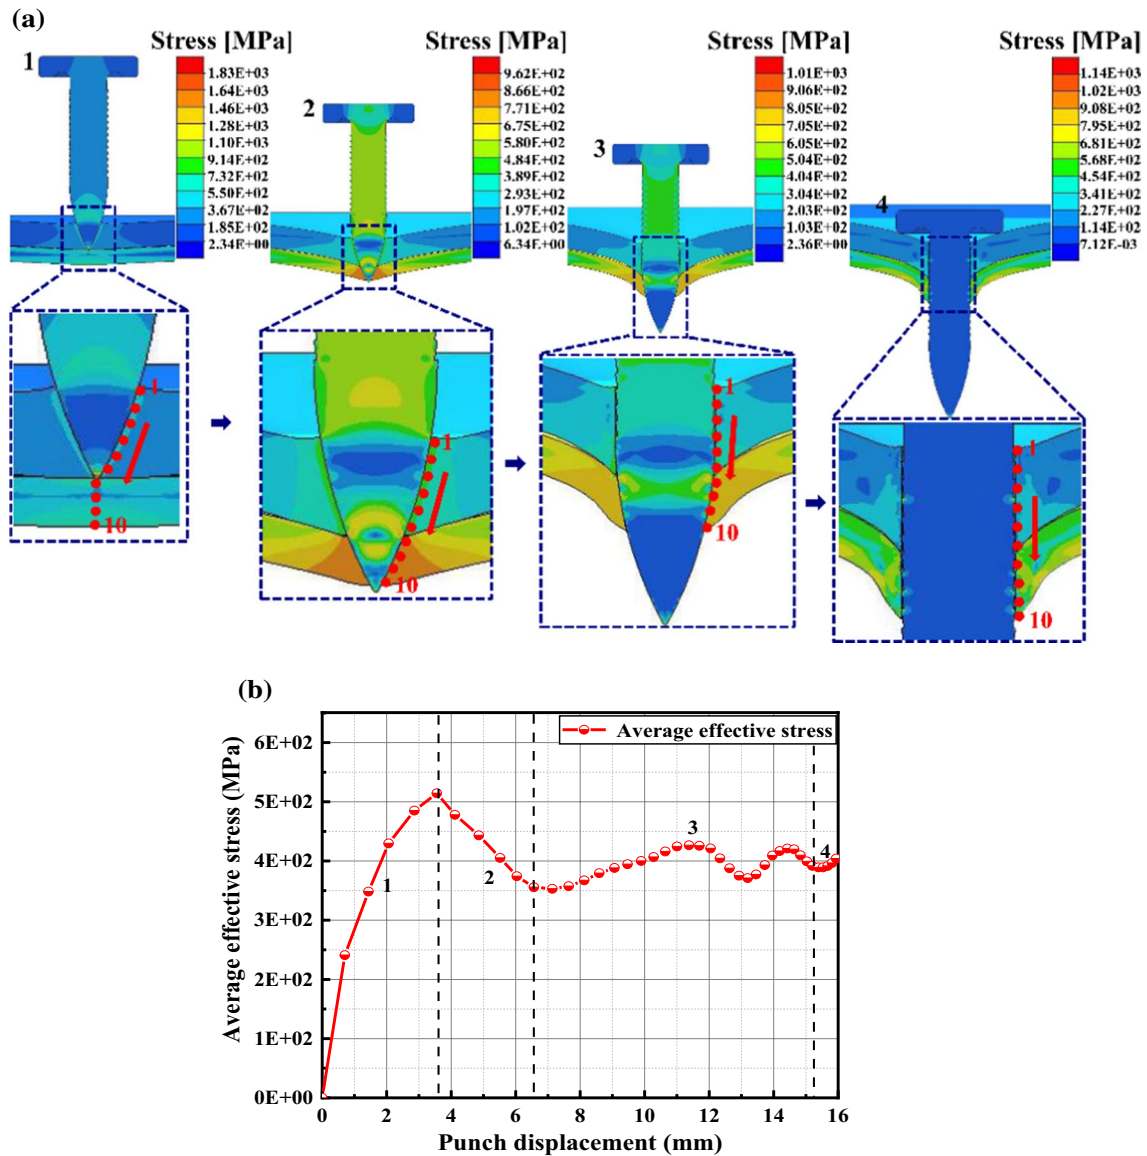 (a)
Stress [MPa]
Stress [MPa]
Stress [MPa]
Stress [MPa]
1
1.83E+03
1.64E+03
1.46E+03
1.28E+03
1.10E+03
9.14E+02
7.32E+02
5.50E+02
3.67E+02
1.85E+02
2.34E+00
2
9.62E+02
8.66E+02
7.71E+02
6.75E+02
5.80E+02
4.84E+02
3.89E+02
2.93E+02
1.97E+02
1.02E+02
6.34E+00
3
1.01E+03
9.06E+02
8.05E+02
7.05E+02
6.05E+02
5.04E+02
4.04E+02
3.04E+02
2.03E+02
1.03E+02
2.36E+00
4
1.14E+03
1.02E+03
9.08E+02
7.95E+02
6.81E+02
5.68E+02
4.54E+02
3.41E+02
2.27E+02
1.14E+02
7.12E-03
1
10
1
10
1
10
1
10
(b)
Average effective stress
Average effective stress (MPa)
6E+02
5E+02
4E+02
3E+02
2E+02
1E+02
0E+00
1
2
3
4
0 2 4 6 8 10 12 14 16
Punch displacement (mm)